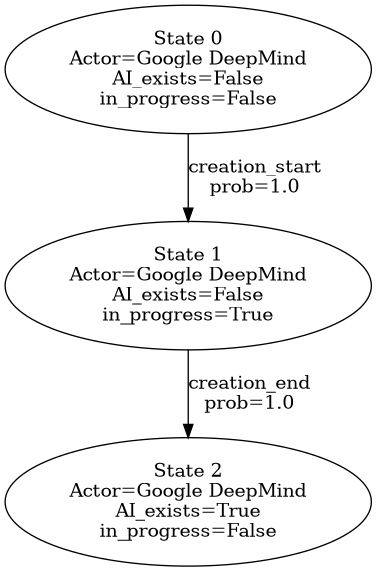 State 0
Actor=Google DeepMind
AI_exists=False
in_progress=False
creation_start
prob=1.0
State 1
Actor=Google DeepMind
AI_exists=False
in_progress=True
creation_end
prob=1.0
State 2
Actor=Google DeepMind
AI_exists=True
in_progress=False